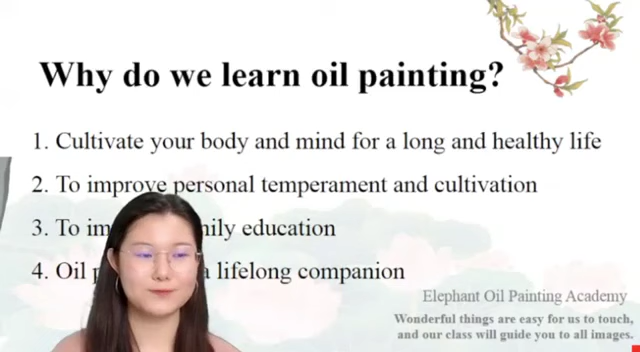 Why do we learn oil painting?
1. Cultivate your body and mind for a long and healthy life
2. To improve personal temperament and cultivation
3. To education
4. Oil lifelong companion
Elephant Oil Painting Academy
Wonderful things are easy for us to touch,
and our class will guide you to all images.